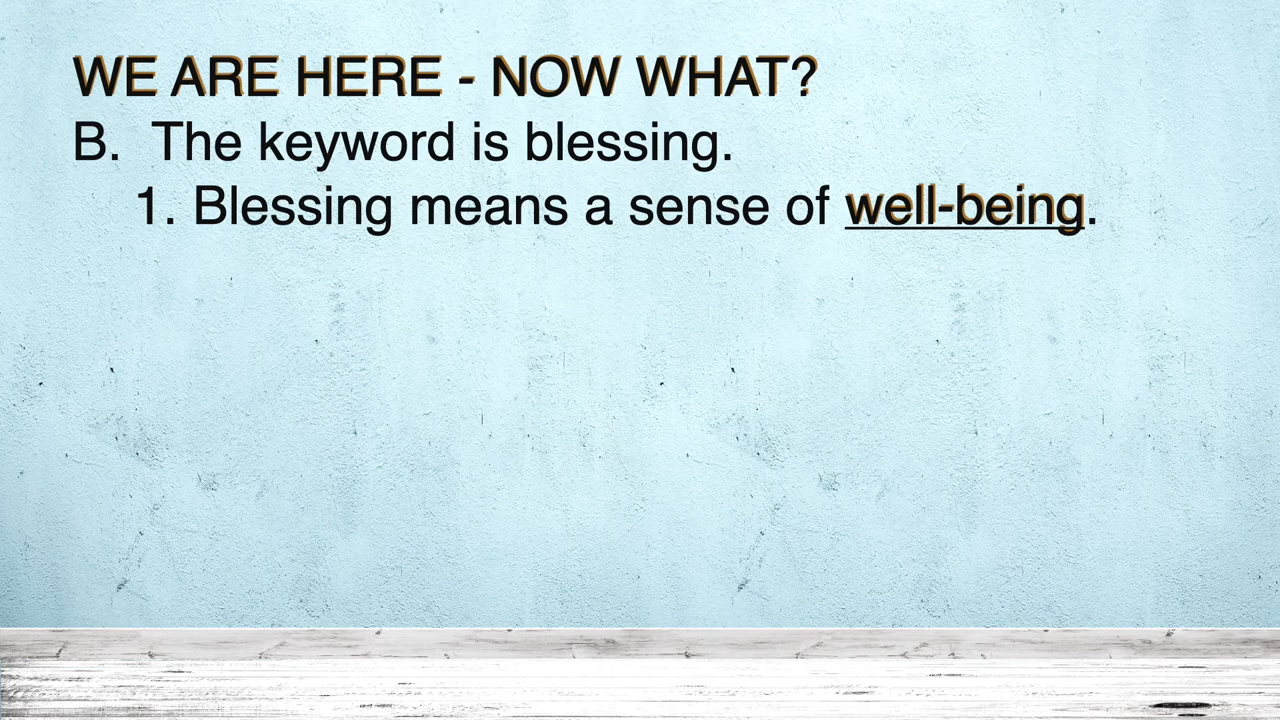 WE ARE HERE - NOW WHAT?
B. The keyword is blessing.
1. Blessing means a sense of well-being.